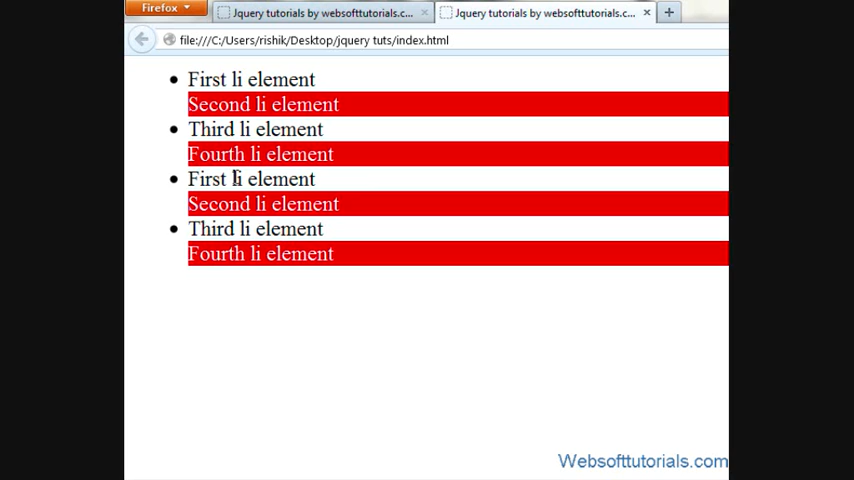 Firefox
Jquery tutorials by websofttutorials.c...
Jquery tutorials by websofttutorials.c...
file:///C:/Users/rishik/Desktop/jquery tuts/index.html
First li element
Second li element
Third li element
Fourth li element
First li element
Second li element
Third li element
Fourth li element
Websofttutorials.com